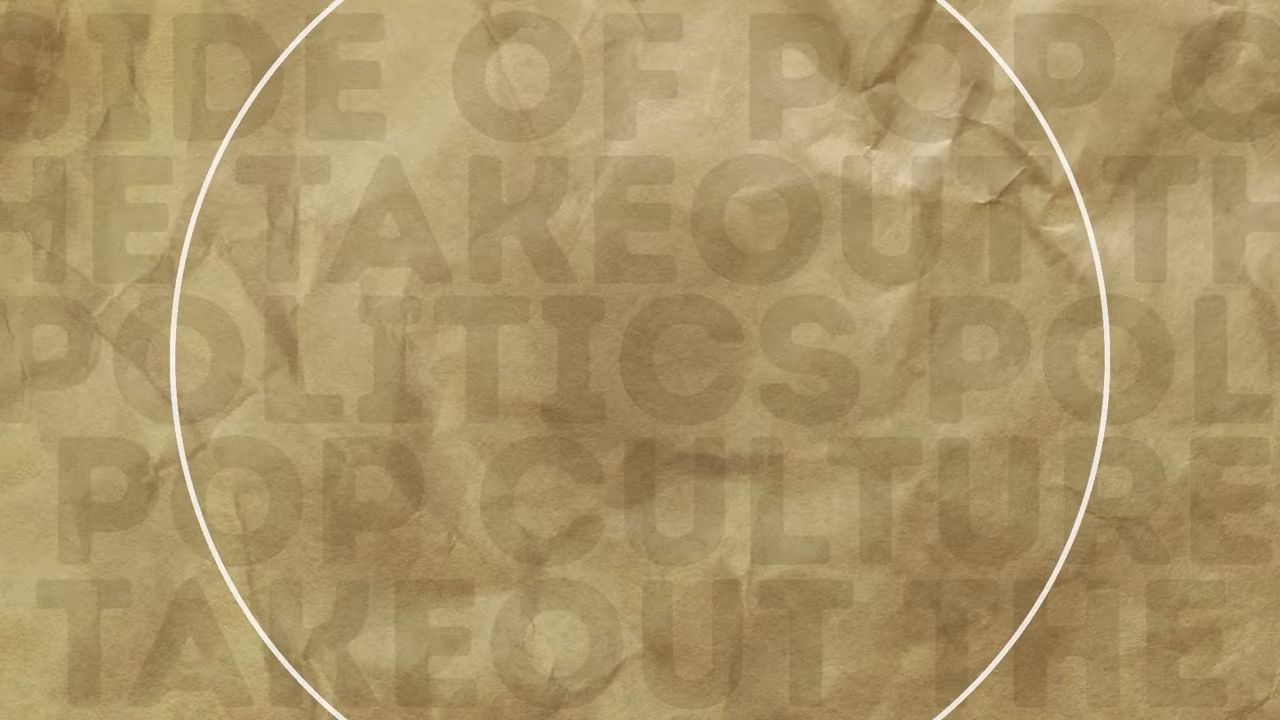 SIDE OF POP C
HE TAKEOUT TH
POLITICS POL
POP CULTURE
TAKEOUT THE